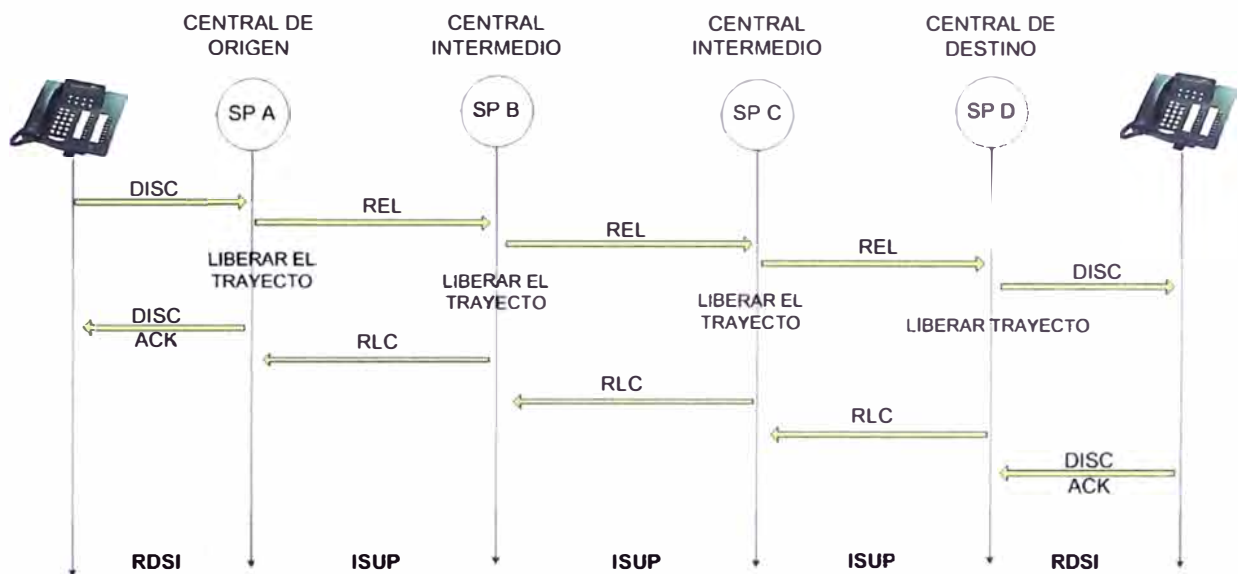 CENTRAL DE
ORIGEN
CENTRAL
INTERMEDIO
CENTRAL
INTERMEDIO
CENTRAL DE
DESTINO
SP A
SP B
SP C
SP D
DISC
REL
REL
REL
DISC
LIBERAR EL
TRAYECTO
LIBERAR EL
TRAYECTO
LIBERAR EL
TRAYECTO
LIBERAR TRAYECTO
DISC
ACK
RLC
RLC
RLC
DISC
ACK
RDSI
ISUP
ISUP
ISUP
RDSI